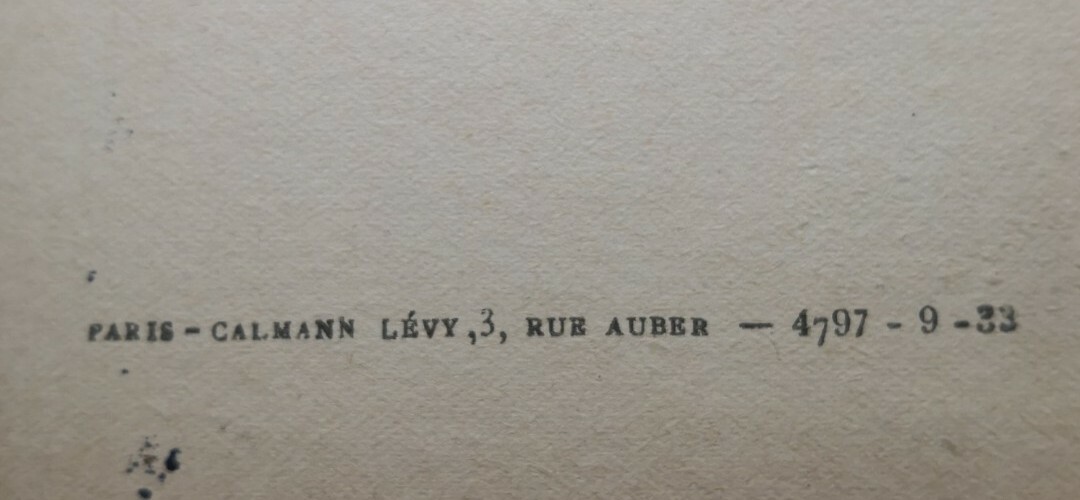 PARIS - CALMANN LÉVY ,3, RUE AUBER — 4797 - 9 -33